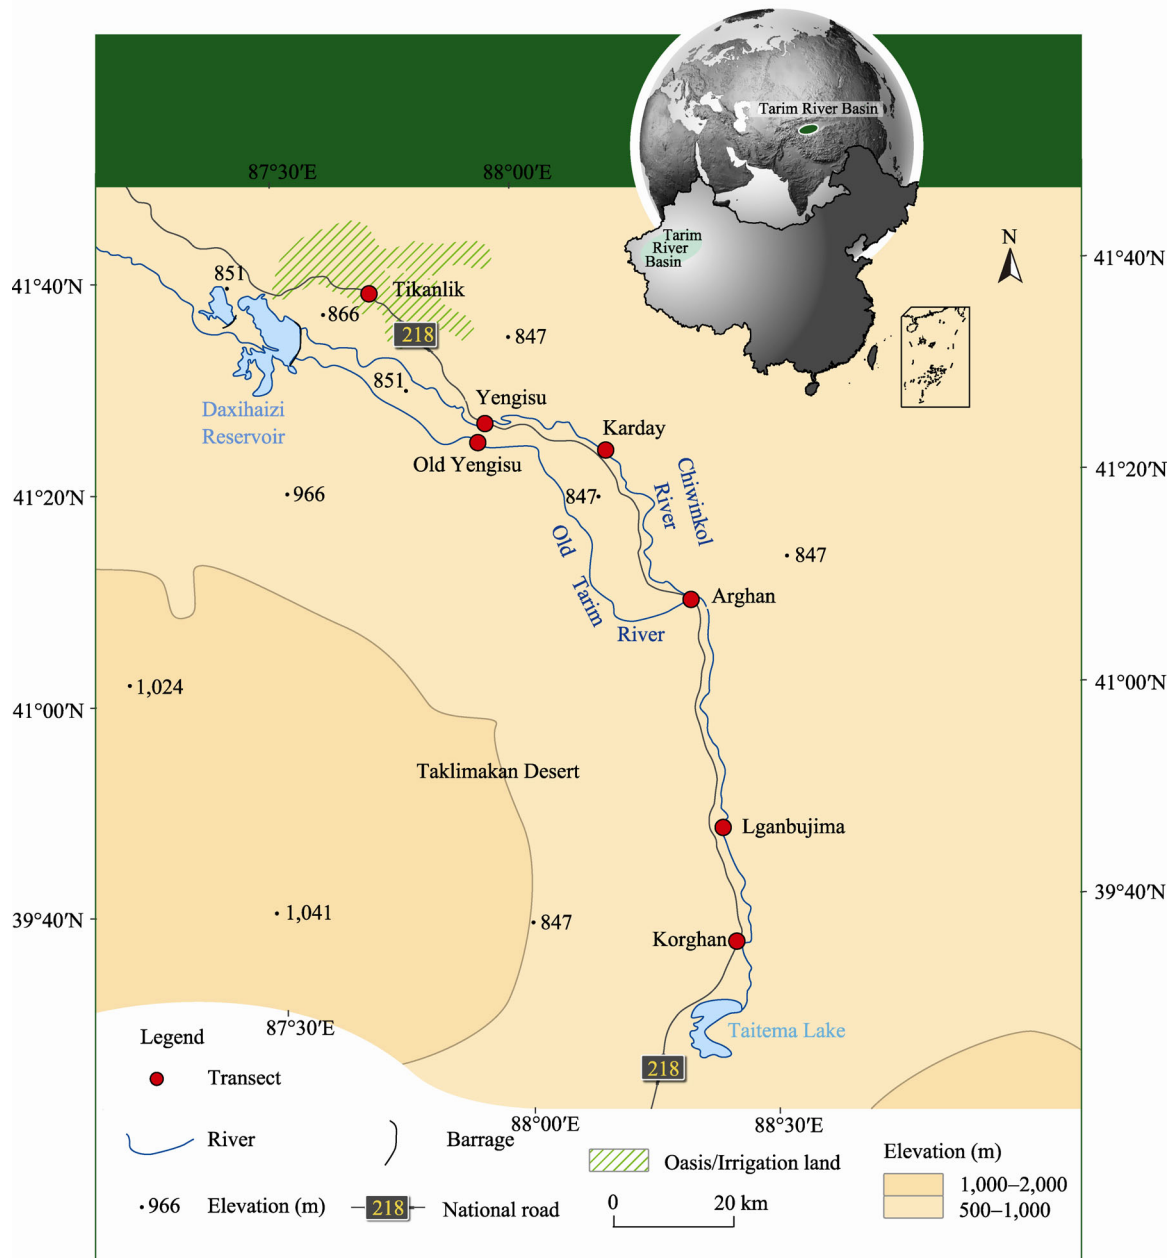 Tarim River Basin
87°30′E
88°00′E
Tarim
River
Basin
N
41°40′N
41°40′N
851
Tikanlik
866
218
847
851
Yengisu
Daxihaizi
Reservoir
Karday
Old Yengisu
Chiwinkol
River
41°20′N
41°20′N
966
847
Old
Tarim
River
847
Arghan
1,024
41°00′N
41°00′N
Taklimakan Desert
Lganbujima
39°40′N
39°40′N
1,041
847
Korghan
87°30′E
Taitema Lake
218
88°00′E
88°30′E
Legend
Transect
River
Barrage
Oasis/Irrigation land
966
Elevation (m)
218
National road
0
20 km
Elevation (m)
1,000–2,000
500–1,000